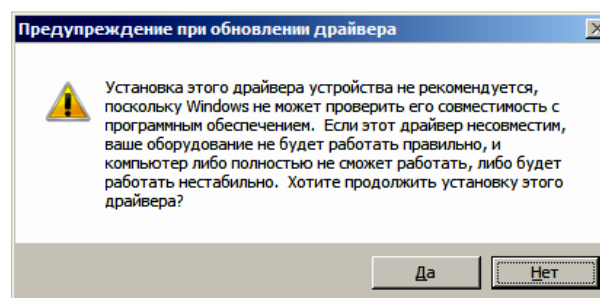 Предупреждение при обновлении драйвера
Установка этого драйвера устройства не рекомендуется,
поскольку Windows не может проверить его совместимость с
программным обеспечением. Если этот драйвер несовместим,
ваше оборудование не будет работать правильно, и
компьютер либо полностью не сможет работать, либо будет
работать нестабильно. Хотите продолжить установку этого
драйвера?
Да
Нет